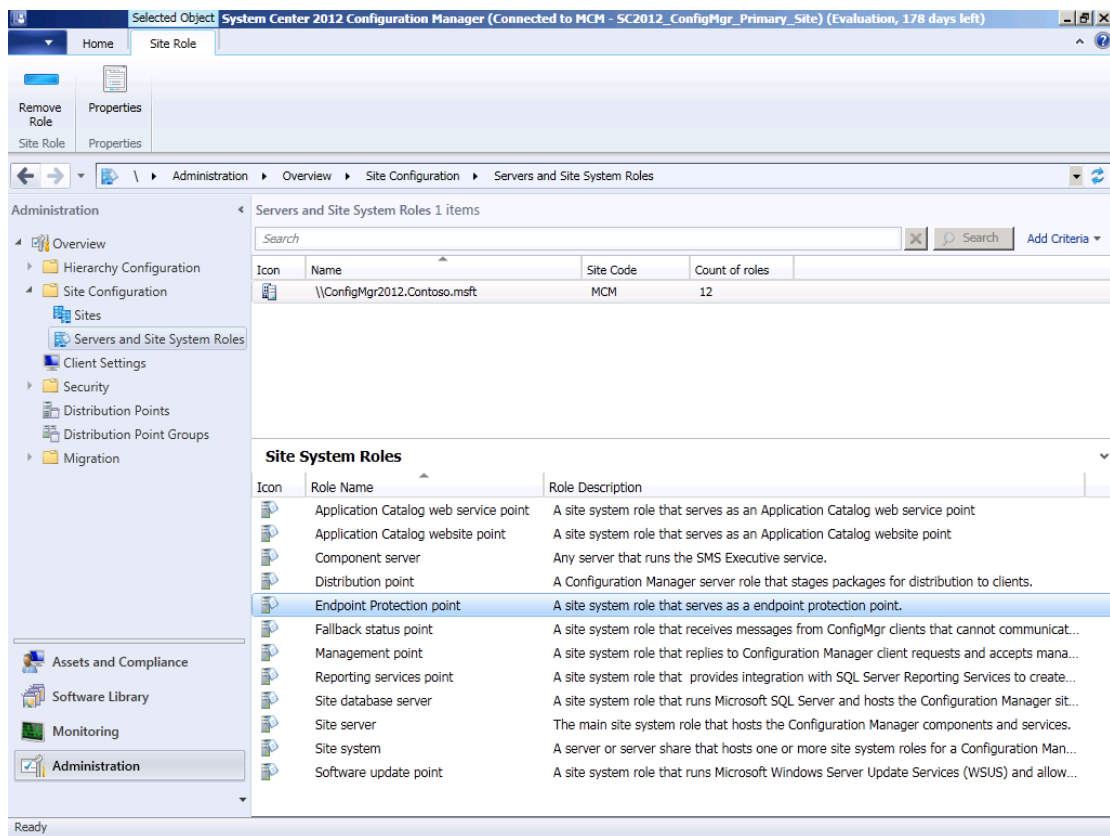 Selected Object System Center 2012 Configuration Manager (Connected to MCM - SC2012_ConfigMgr_Primary_Site) (Evaluation, 178 days left)
Home Site Role
Remove Role
Properties
Site Role Properties
\ Administration Overview Site Configuration Servers and Site System Roles
Administration
Overview
Hierarchy Configuration
Site Configuration
Sites
Servers and Site System Roles
Client Settings
Security
Distribution Points
Distribution Point Groups
Migration
Assets and Compliance
Software Library
Monitoring
Administration
Servers and Site System Roles 1 items
Search Search Add Criteria
Icon Name Site Code Count of roles
\\ConfigMgr2012.Contoso.msft MCM 12
Site System Roles
Icon Role Name Role Description
Application Catalog web service point A site system role that serves as an Application Catalog web service point
Application Catalog website point A site system role that serves as an Application Catalog website point
Component server Any server that runs the SMS Executive service.
Distribution point A Configuration Manager server role that stages packages for distribution to clients.
Endpoint Protection point A site system role that serves as a endpoint protection point.
Fallback status point A site system role that receives messages from ConfigMgr clients that cannot communicat...
Management point A site system role that replies to Configuration Manager client requests and accepts mana...
Reporting services point A site system role that provides integration with SQL Server Reporting Services to create...
Site database server A site system role that runs Microsoft SQL Server and hosts the Configuration Manager sit...
Site server The main site system role that hosts the Configuration Manager components and services.
Site system A server or server share that hosts one or more site system roles for a Configuration Man...
Software update point A site system role that runs Microsoft Windows Server Update Services (WSUS) and allow...
Ready